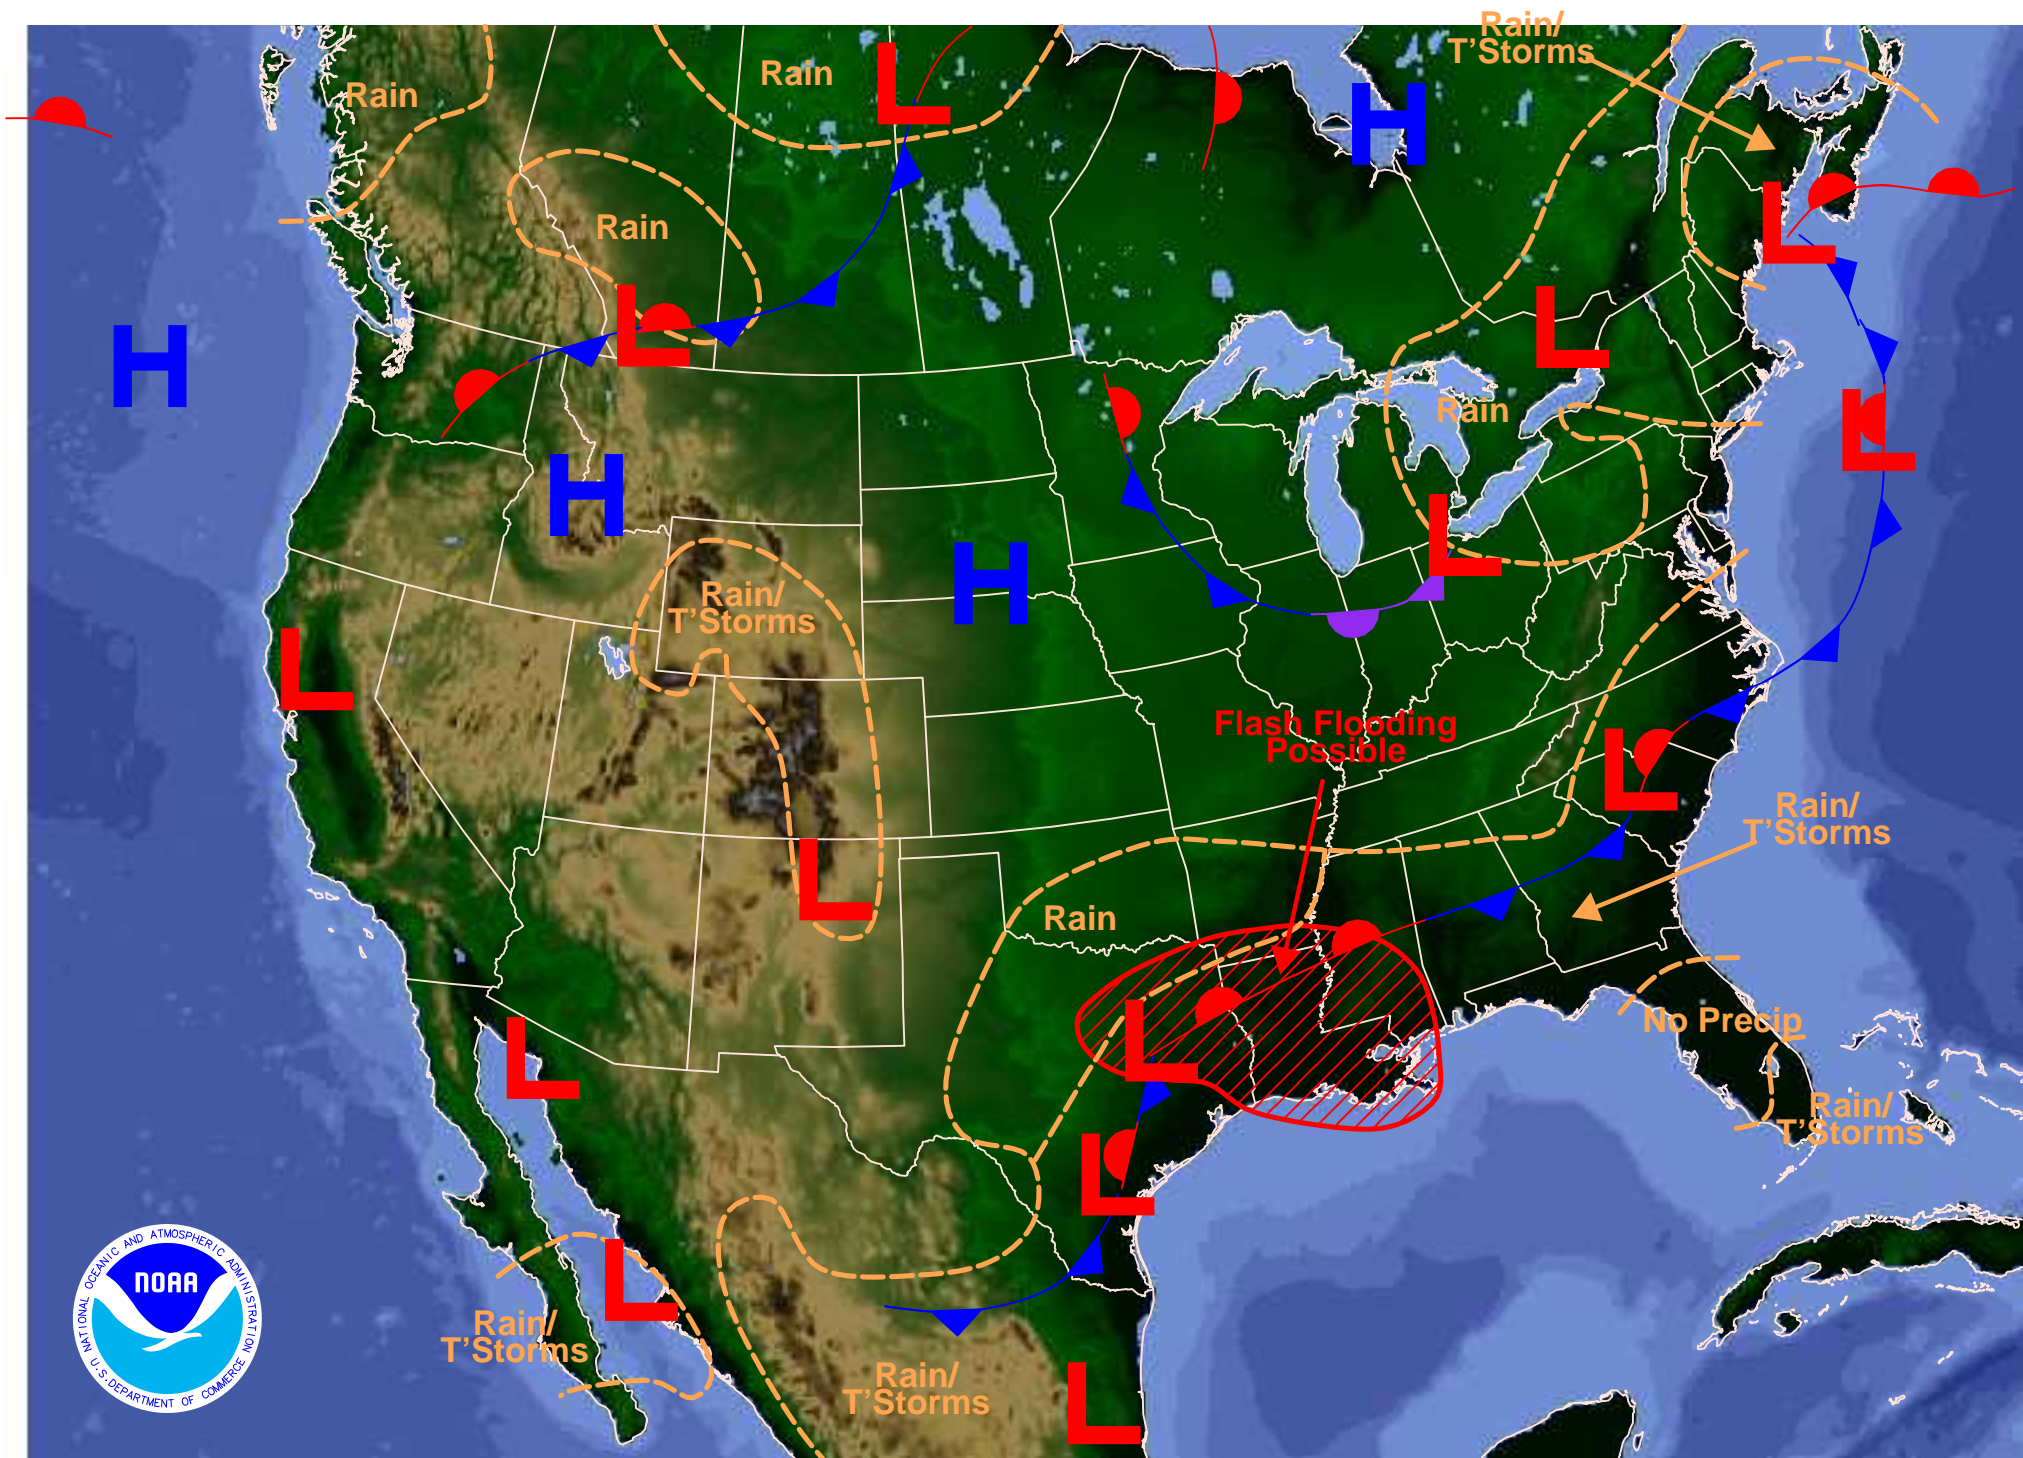 Rain/
T'Storms
Rain
Rain
L
H
Rain
L
H
L
L
L
Rain
H
L
H
L
Rain/
T'Storms
L
Flash Flooding
Possible
L
Rain/
T'Storms
L
Rain
No Precip
L
L
Rain/
T'Storms
L
L
Rain/
T'Storms
Rain/
T'Storms
L
NATIONAL OCEANIC AND ATMOSPHERIC ADMINISTRATION
NOAA
U.S. DEPARTMENT OF COMMERCE